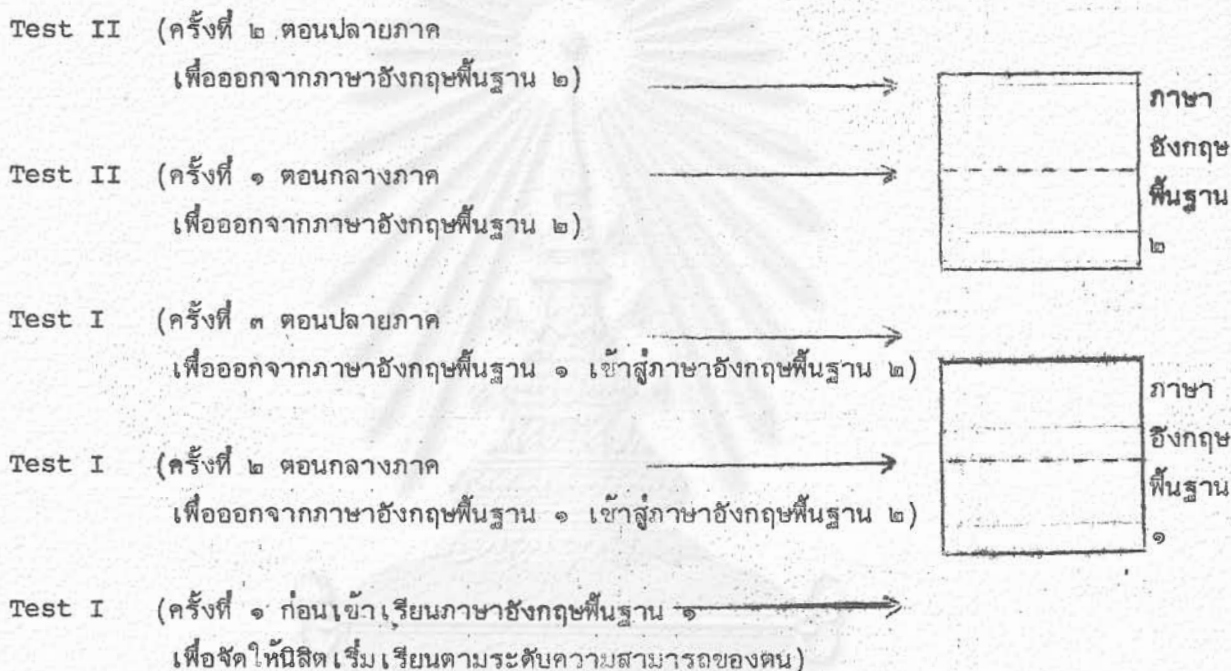 Test II (ครั้งที่ ๒ ตอนปลายภาค
เพื่อออกจากภาษาอังกฤษพื้นฐาน ๒)
Test II (ครั้งที่ ๑ ตอนกลางภาค
เพื่อออกจากภาษาอังกฤษพื้นฐาน ๒)
ภาษา
อังกฤษ
พื้นฐาน
๒
Test I (ครั้งที่ ๓ ตอนปลายภาค
เพื่อออกจากภาษาอังกฤษพื้นฐาน ๑ เข้าสู่ภาษาอังกฤษพื้นฐาน ๒)
Test I (ครั้งที่ ๒ ตอนกลางภาค
เพื่อออกจากภาษาอังกฤษพื้นฐาน ๑ เข้าสู่ภาษาอังกฤษพื้นฐาน ๒)
ภาษา
อังกฤษ
พื้นฐาน
๑
Test I (ครั้งที่ ๑ ก่อนเข้าเรียนภาษาอังกฤษพื้นฐาน ๑
เพื่อจัดให้นิสิตเริ่มเรียนตามระดับความสามารถของตน)